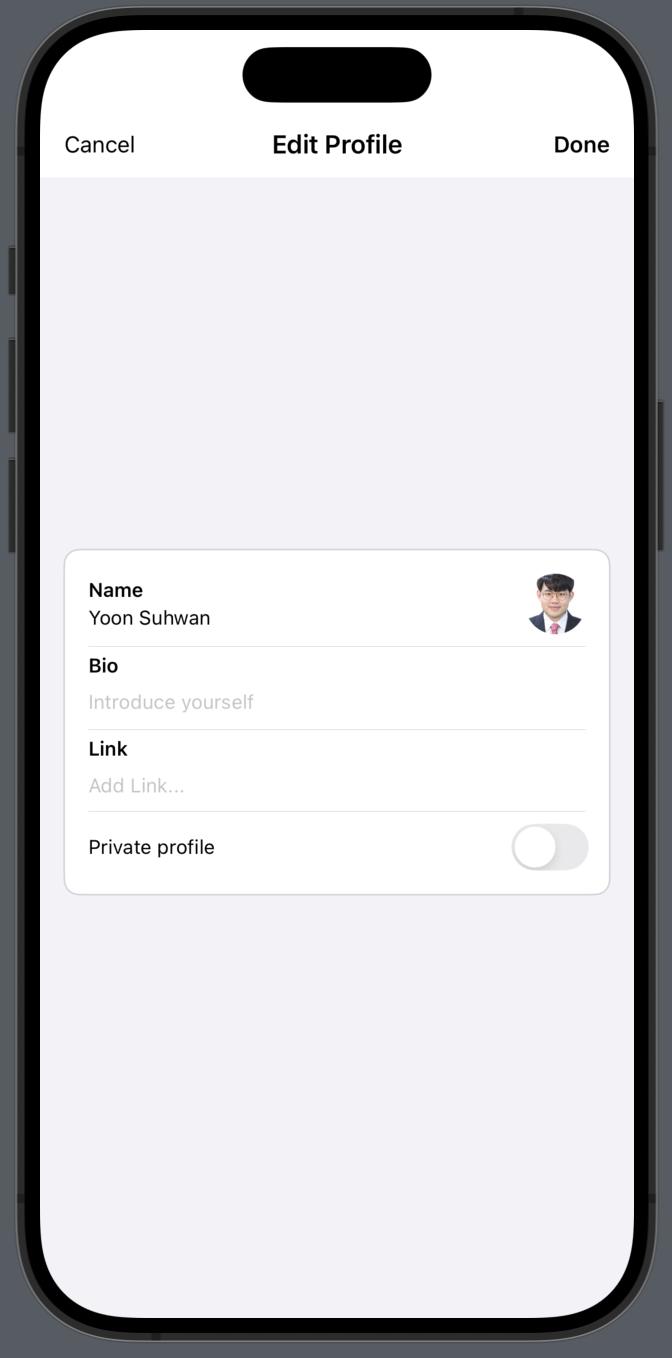 Cancel
Edit Profile
Done
Name
Yoon Suhwan
Bio
Introduce yourself
Link
Add Link...
Private profile